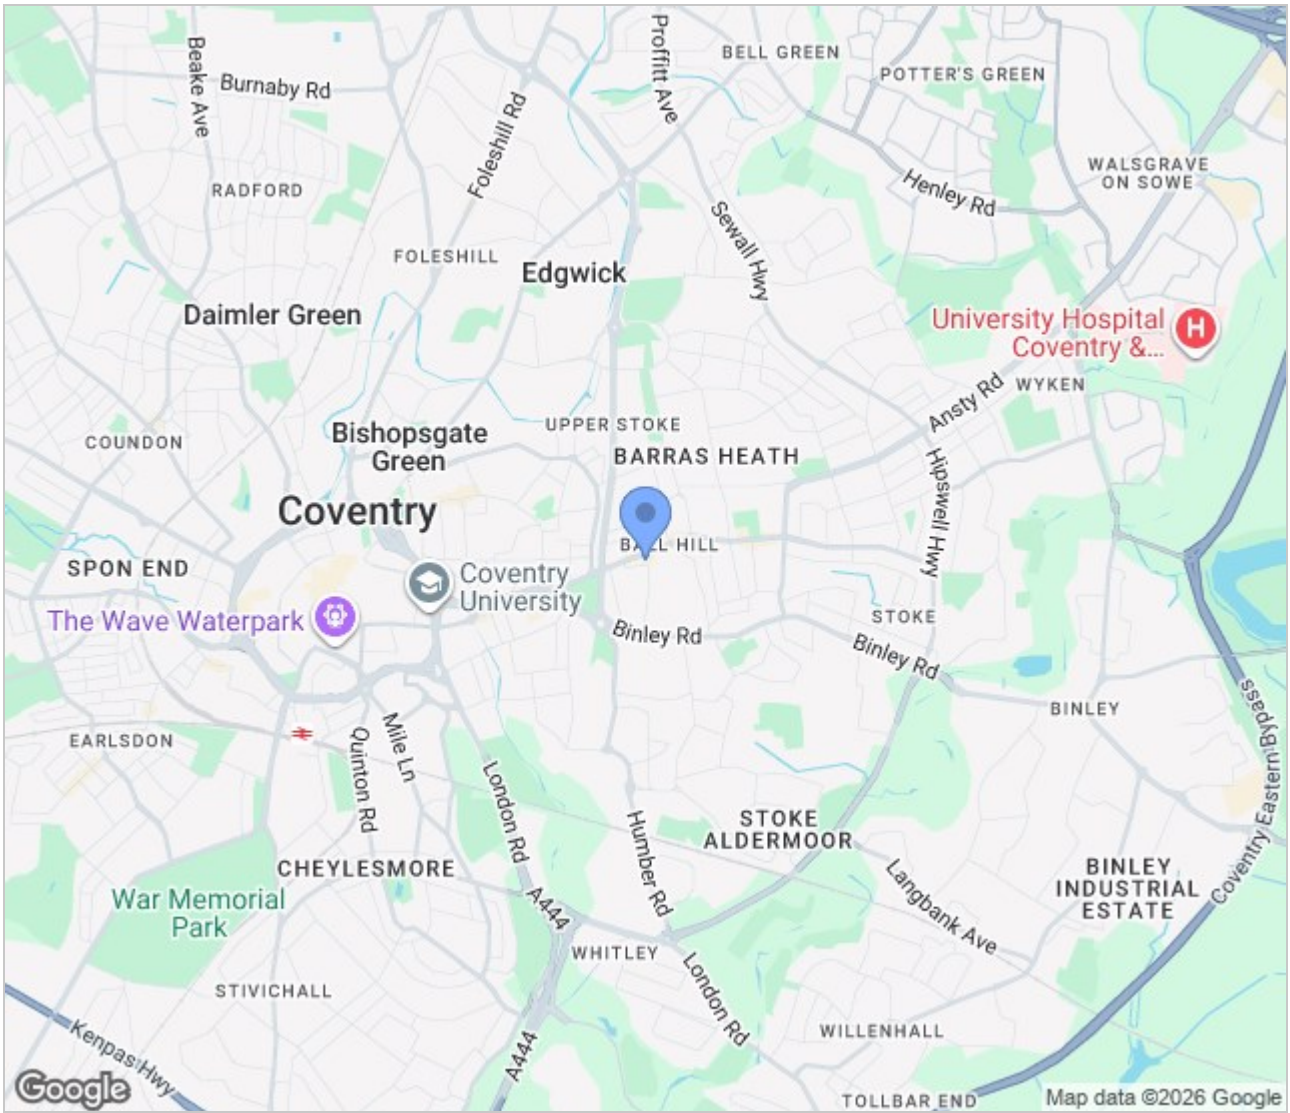 Proffitt Ave
BELL GREEN
POTTER'S GREEN
Beake Ave
Burnaby Rd
Foleshill Rd
WALSGRAVE
ON SOWE
RADFORD
Henley Rd
Sewall Hwy
FOLESHILL
Edgwick
Daimler Green
University Hospital
Coventry &...
H
WYKEN
Ansty Rd
UPPER STOKE
Bishopsgate
Green
COUNDON
BARRAS HEATH
Hipswell Hwy
Coventry
BALL HILL
SPON END
Coventry
University
The Wave Waterpark
STOKE
Binley Rd
Binley Rd
BINLEY
Coventry Eastern Bypass
EARLSDON
Mile Ln
Quinton Rd
London Rd
Humber Rd
STOKE
ALDERMOOR
CHEYLESMORE
BINLEY
INDUSTRIAL
ESTATE
War Memorial
Park
A444
Langbank Ave
WHITLEY
London Rd
STIVICHALL
WILLENHALL
Kenpas Hwy
A444
Google
TOLLBAR END
Map data ©2026 Google